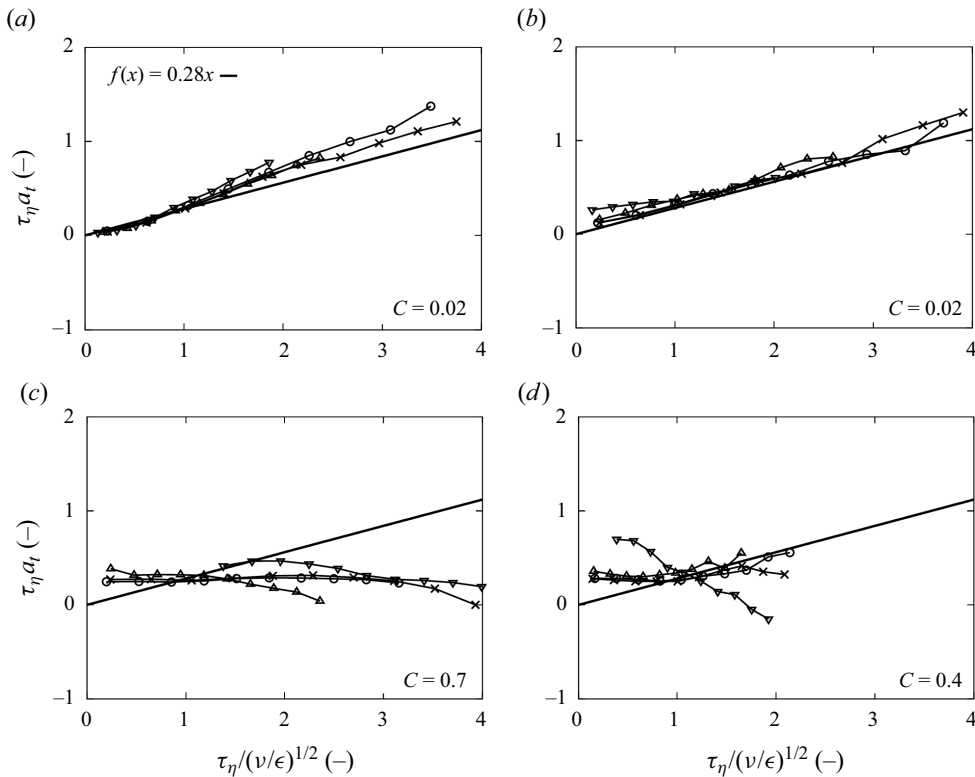 (a)
(b)
2
1
0
–1
τ_η a_t (–)
f(x) = 0.28x
C = 0.02
0 1 2 3 4
2
1
0
–1
C = 0.02
0 1 2 3 4
(c)
(d)
2
1
0
–1
τ_η a_t (–)
C = 0.7
0 1 2 3 4
τ_η/(ν/ϵ)^{1/2} (–)
2
1
0
–1
C = 0.4
0 1 2 3 4
τ_η/(ν/ϵ)^{1/2} (–)